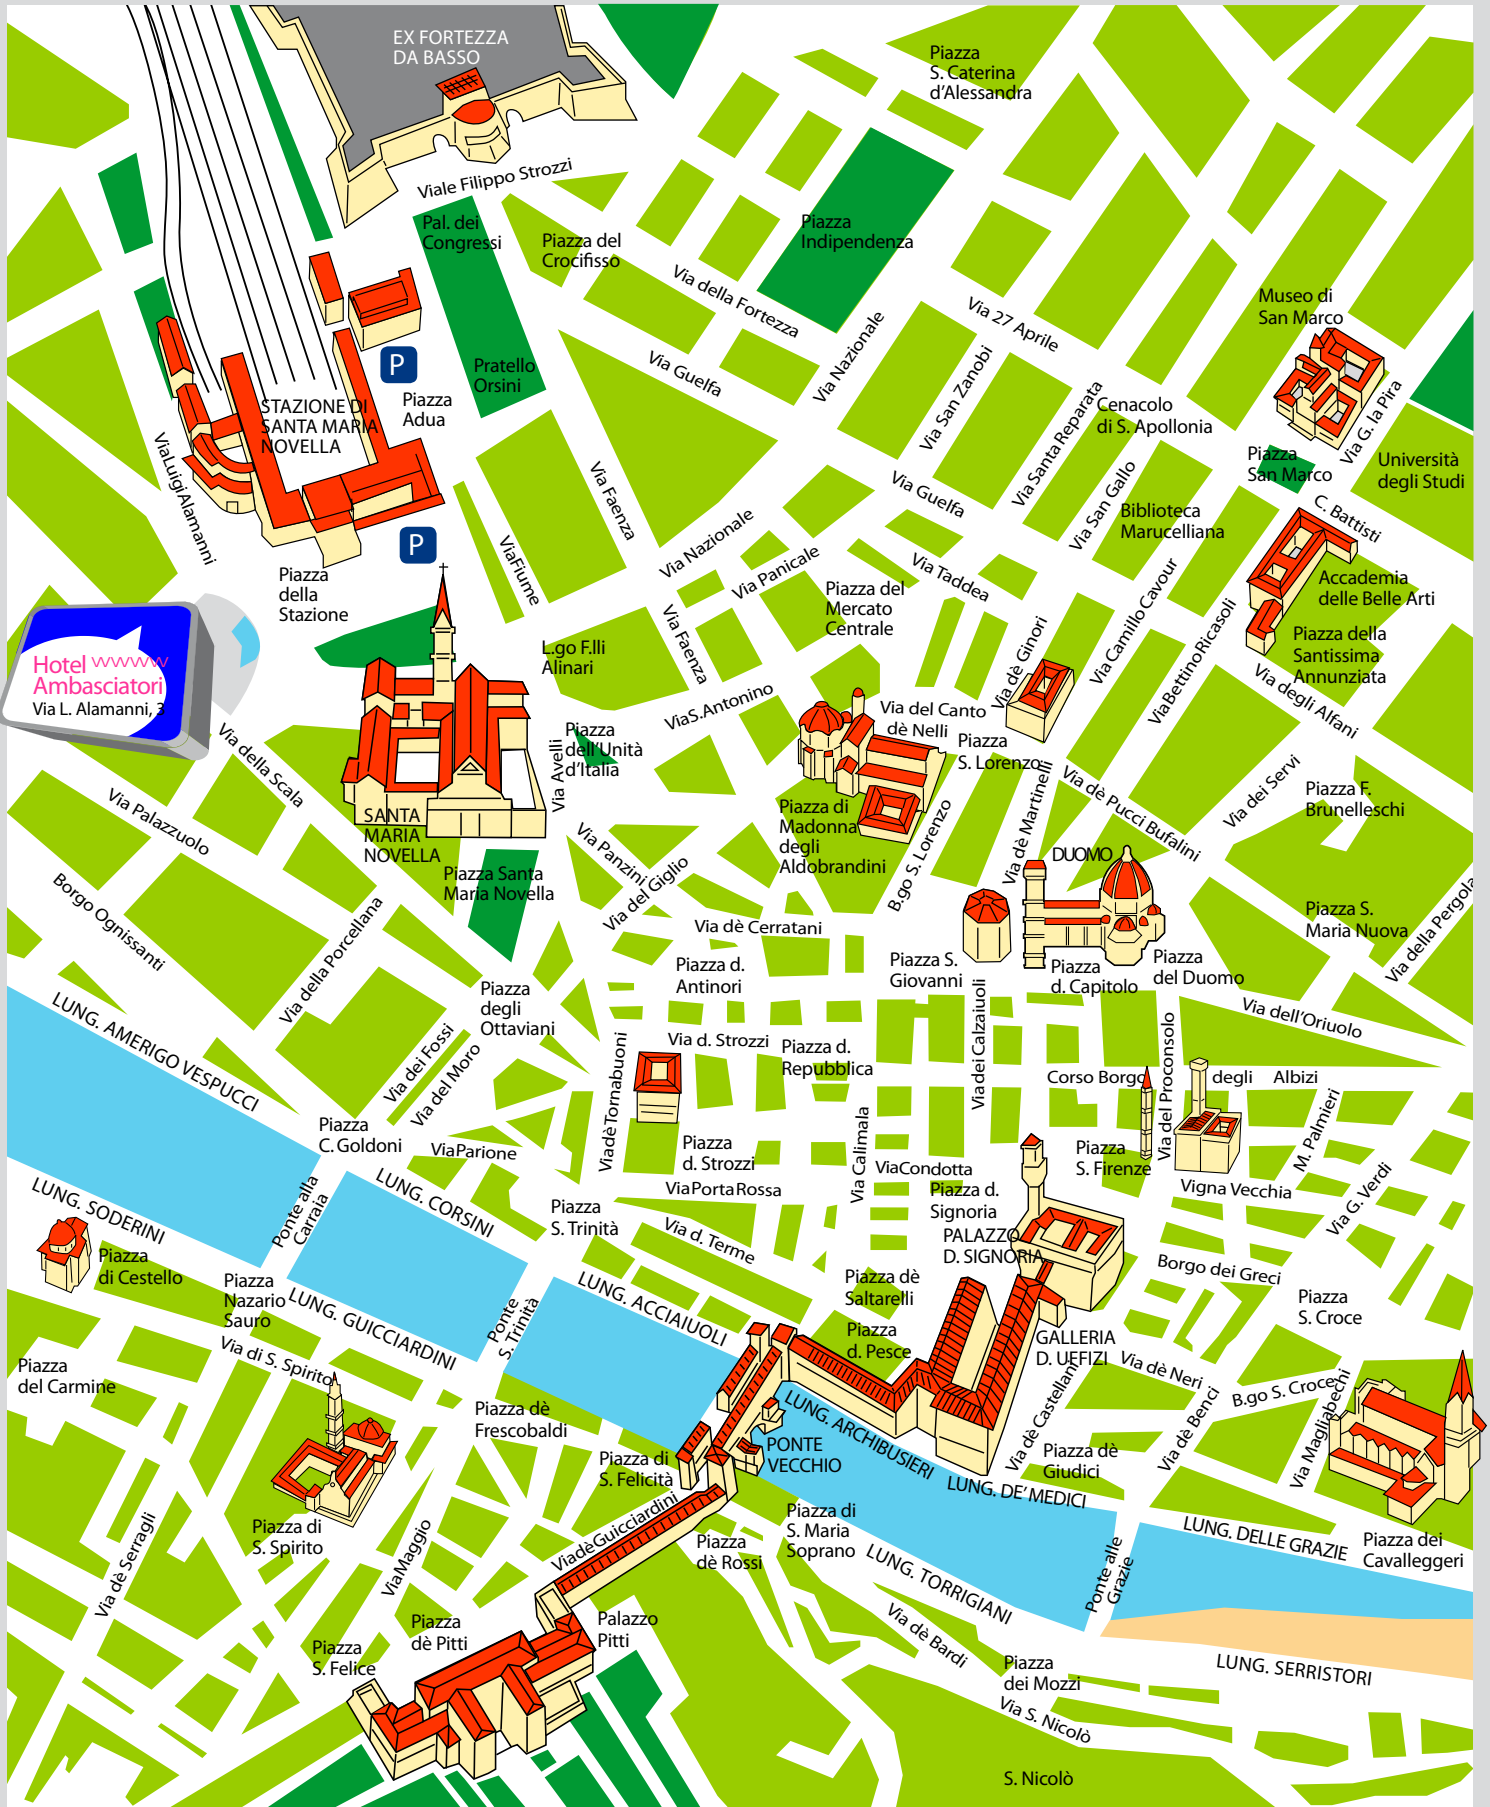 EX FORTEZZA
DA BASSO
Piazza
S. Caterina
d'Alessandra
Viale Filippo Strozzi
Pal. dei
Congressi
Piazza del
Crocifisso
Piazza
Indipendenza
Via della Fortezza
Via 27 Aprile
Museo di
San Marco
Via Nazionale
Via Guelfa
Pratello
Orsini
P
Piazza
Adua
STAZIONE DI
SANTA MARIA
NOVELLA
Via San Zanobi
Via Santa Reparata
Cenacolo
di S. Apollonia
Via G. la Pira
Piazza
San Marco
Università
degli Studi
Via Luigi Alamanni
Via Faenza
Via Guelfa
Via San Gallo
Biblioteca
Marucelliana
C. Battisti
P
Via Fiume
Via Nazionale
Via Panicale
Via Taddea
Piazza
della
Stazione
Piazza del
Mercato
Centrale
Via Camillo Cavour
Accademia
delle Belle Arti
Via Bettino Ricasoli
Piazza della
Santissima
Annunziata
Hotel
Ambasciatori
Via L. Alamanni, 3
L.go F.lli
Alinari
Via Faenza
Via dè Ginori
Via degli Alfani
Via S. Antonino
Via del Canto
dè Nelli
Piazza
S. Lorenzo
Via della Scala
Piazza
dell'Unità
d'Italia
Via Avelli
Via Palazzuolo
SANTA
MARIA
NOVELLA
Piazza di
Madonna
degli
Aldobrandini
B.go S. Lorenzo
Via dè Martinelli
Via dè Pucci Bufalini
Via dei Servi
Piazza F.
Brunelleschi
Via Panzini
Via del Giglio
DUOMO
Piazza Santa
Maria Novella
Borgo Ognissanti
Via della Porcellana
Via dè Cerratani
Piazza S.
Maria Nuova
Via della Pergola
Piazza d.
Antinori
Piazza S.
Giovanni
Piazza
d. Capitolo
Piazza
del Duomo
Piazza
degli
Ottaviani
LUNG. AMERIGO VESPUCCI
Via dei Fossi
Via del Moro
Via dè Tornabuoni
Via d. Strozzi
Piazza d.
Repubblica
Via dei Calzaiuoli
Via dell'Oriuolo
Via del Proconsolo
Corso Borgo
degli
Albizi
Piazza
C. Goldoni
Via Parione
Piazza
d. Strozzi
Via Calimala
Via Condotta
Piazza
S. Firenze
M. Palmieri
Via Porta Rossa
Piazza d.
Signoria
Vigna Vecchia
Via G. Verdi
LUNG. SODERINI
Ponte alla
Carraia
LUNG. CORSINI
Piazza
S. Trinità
Via d. Terme
PALAZZO
D. SIGNORIA
Piazza
di Cestello
Borgo dei Greci
Piazza
Nazario
Sauro
LUNG. GUICCIARDINI
Ponte
S. Trinità
LUNG. ACCIAIUOLI
Piazza dè
Saltarelli
Piazza
S. Croce
Via di S. Spirito
Piazza
d. Pesce
GALLERIA
D. UFFIZI
Piazza
del Carmine
Via dè Neri
B.go S. Croce
Via Magliabechi
Via dè Castellani
Via dè Benci
Piazza dè
Frescobaldi
LUNG. ARCHIBUSIERI
PONTE
VECCHIO
Piazza di
S. Felicità
Piazza dè
Giudici
LUNG. DE' MEDICI
Via dè Guicciardini
Piazza di
S. Spirito
Via dè Serragli
Via Maggio
Piazza
dè Rossi
Piazza di
S. Maria
Soprano
LUNG. DELLE GRAZIE
Piazza dei
Cavalleggeri
LUNG. TORRIGIANI
Ponte alle
Grazie
Piazza
dè Pitti
Palazzo
Pitti
Piazza
S. Felice
Via dè Bardi
Piazza
dei Mozzi
LUNG. SERRISTORI
Via S. Nicolò
S. Nicolò